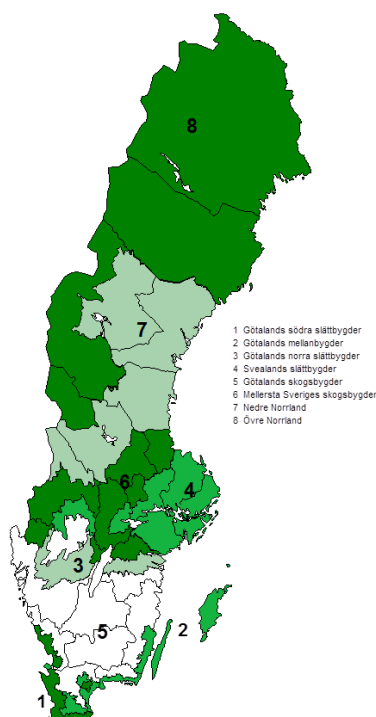 8
7
1 Götalands södra slättbygder
2 Götalands mellanbygder
3 Götalands norra slättbygder
4 Svealands slättbygder
5 Götalands skogsbygder
6 Mellersta Sveriges skogsbygder
7 Nedre Norrland
8 Övre Norrland
6
4
3
5
2
1